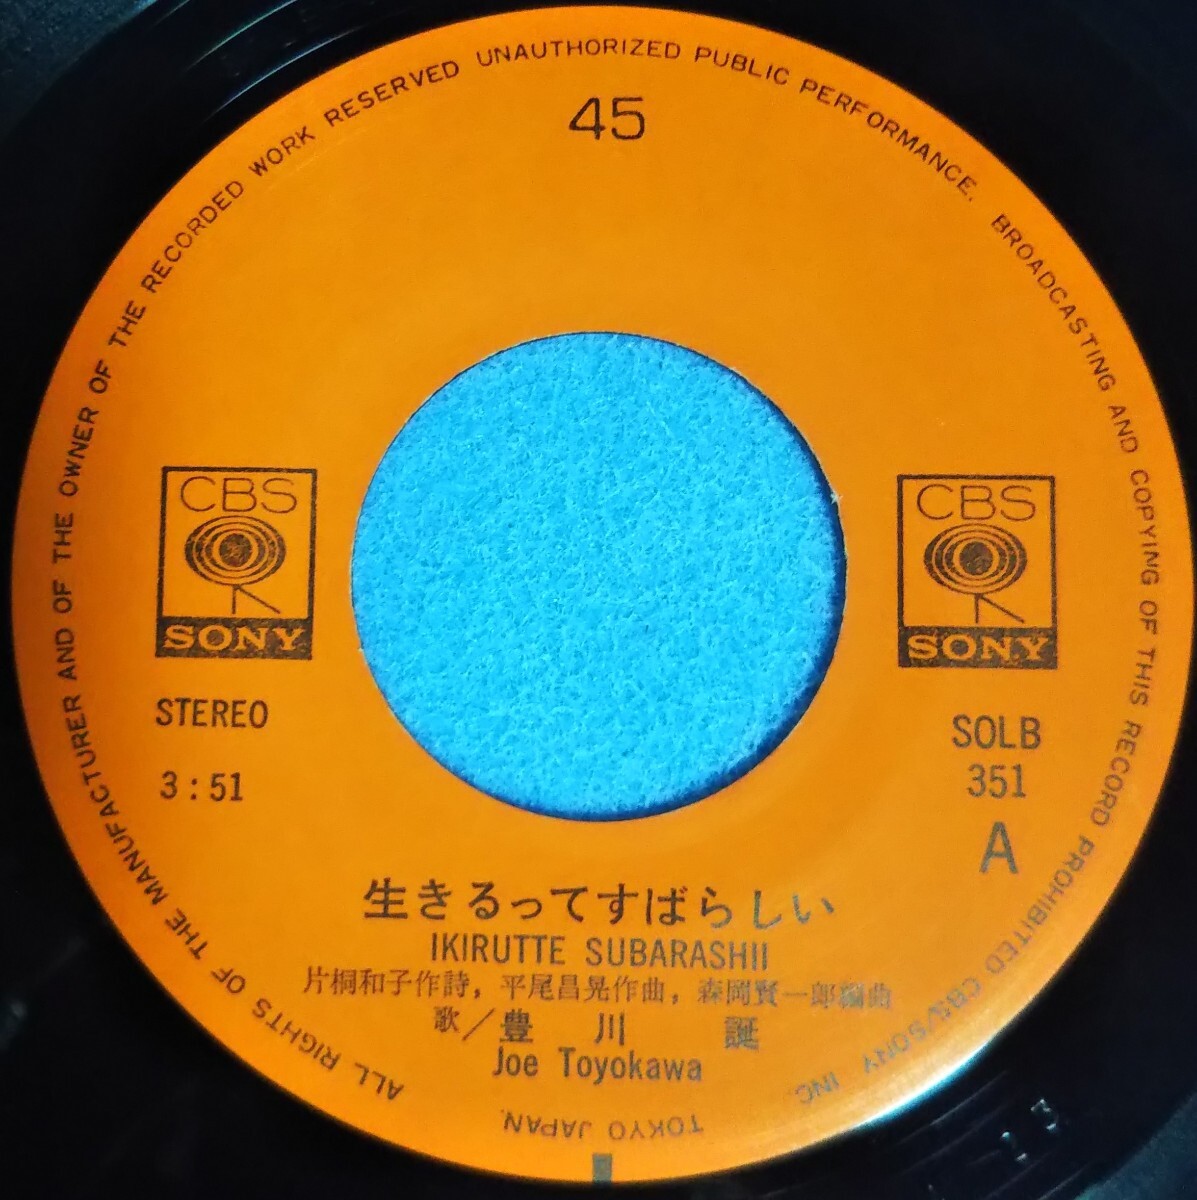 ALL RIGHTS OF THE MANUFACTURER AND OF THE OWNER OF THE RECORDED WORK RESERVED UNAUTHORIZED PUBLIC PERFORMANCE, BROADCASTING AND COPYING OF THIS RECORD PROHIBITED CBS/SONY INC.
TOKYO JAPAN.
45
CBS
SONY
CBS
SONY
STEREO
3:51
SOLB
351
A
生きるってすばらしい
IKIRUTTE SUBARASHII
片桐和子作詩，平尾昌晃作曲，森岡賢一郎編曲
歌／豊川 誕
Joe Toyokawa
23